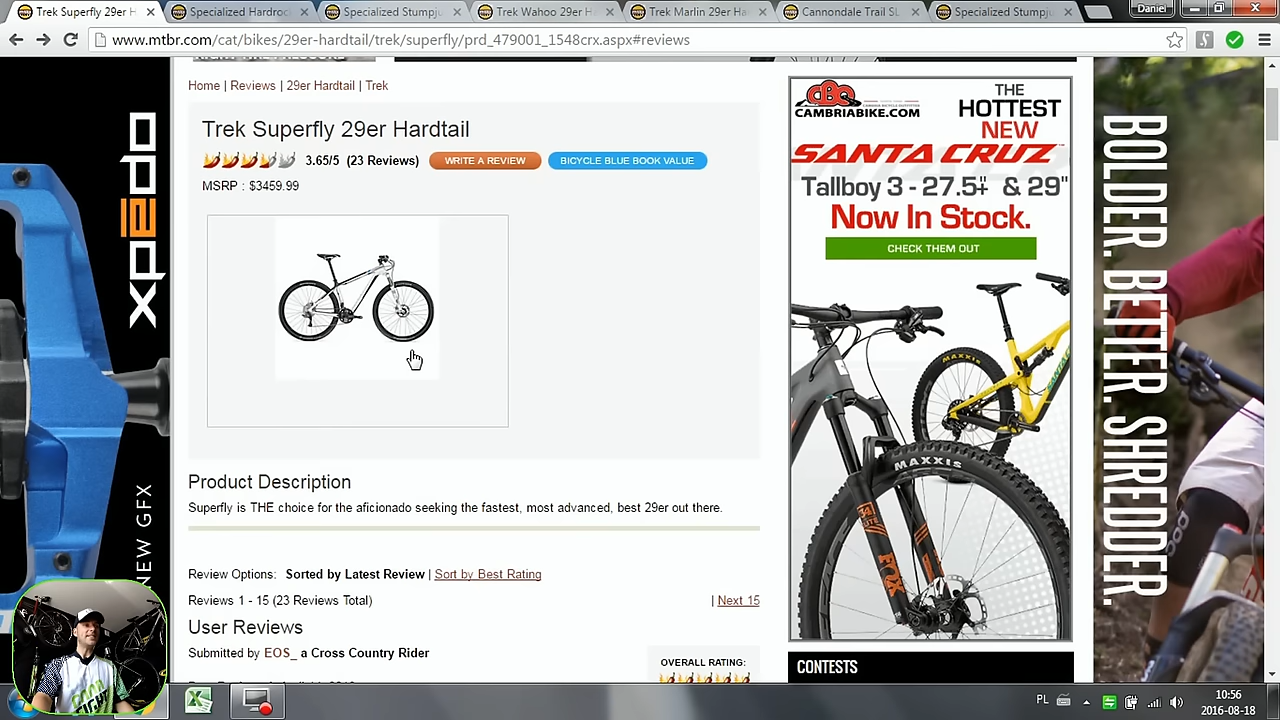 Trek Superfly 29er H
Specialized Hardroc
Specialized Stumpju
Trek Wahoo 29er H
Trek Marlin 29er Ha
Cannondale Trail SL
Specialized Stumpju
Daniel
www.mtbr.com/cat/bikes/29er-hardtail/trek/superfly/prd_479001_1548crx.aspx#reviews
Home | Reviews | 29er Hardtail | Trek
Trek Superfly 29er Hardtail
3.65/5 (23 Reviews) WRITE A REVIEW BICYCLE BLUE BOOK VALUE
MSRP : $3459.99
Product Description
Superfly is THE choice for the aficionado seeking the fastest, most advanced, best 29er out there.
Review Options: Sorted by Latest Review | Sort by Best Rating
Reviews 1 - 15 (23 Reviews Total) | Next 15
User Reviews
Submitted by EOS_ a Cross Country Rider
OVERALL RATING:
CBO
CAMBRIABIKE.COM
THE
HOTTEST
NEW
SANTA CRUZ
Tallboy 3 - 27.5+ & 29"
Now In Stock.
CHECK THEM OUT
MAXXIS
MAXXIS
FOX
CONTESTS
xpedo
NEW GFX
BOLDER. BETTER. SHREDDER.
PL
10:56
2016-08-18